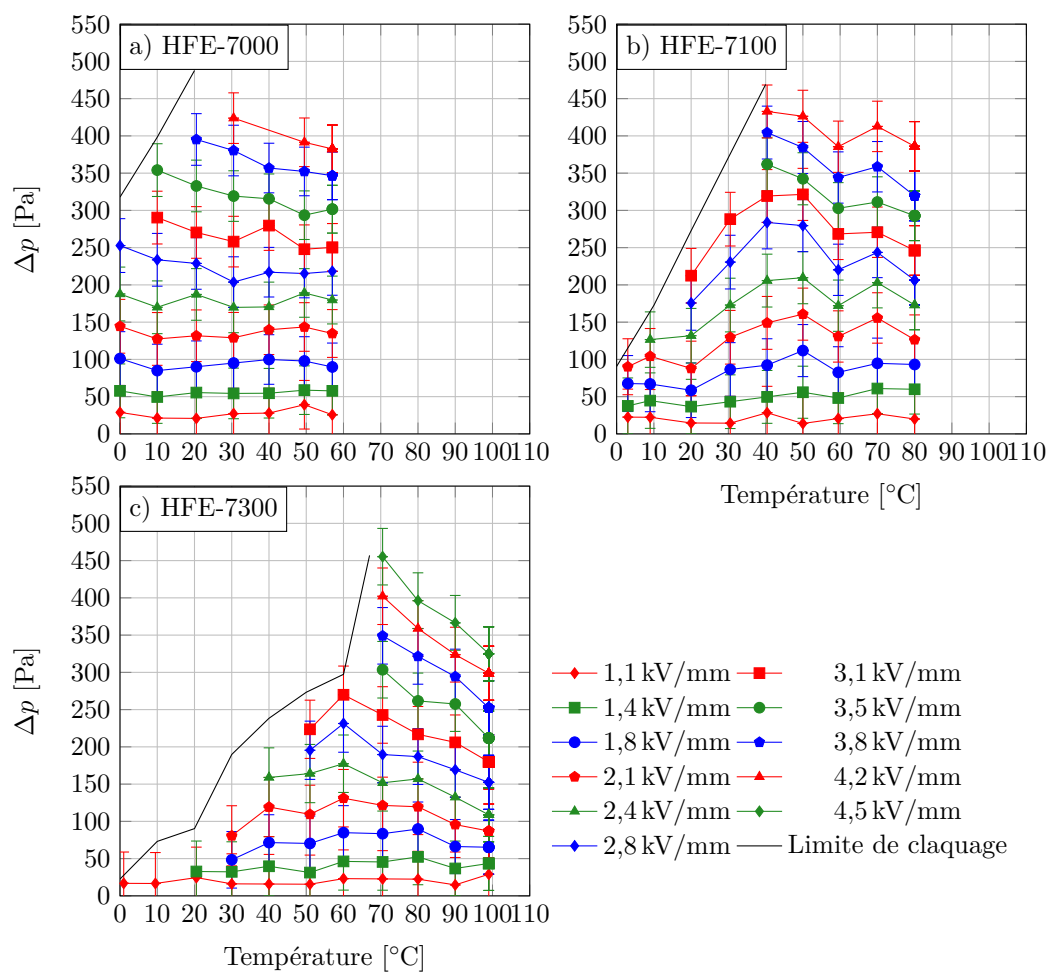 550
500
450
400
350
300
250
200
150
100
50
0
Δp [Pa]
a) HFE-7000
0 10 20 30 40 50 60 70 80 90 100 110
550
500
450
400
350
300
250
200
150
100
50
0
b) HFE-7100
0 10 20 30 40 50 60 70 80 90 100 110
Température [°C]
550
500
450
400
350
300
250
200
150
100
50
0
Δp [Pa]
c) HFE-7300
0 10 20 30 40 50 60 70 80 90 100 110
Température [°C]
1,1 kV/mm 3,1 kV/mm
1,4 kV/mm 3,5 kV/mm
1,8 kV/mm 3,8 kV/mm
2,1 kV/mm 4,2 kV/mm
2,4 kV/mm 4,5 kV/mm
2,8 kV/mm Limite de claquage